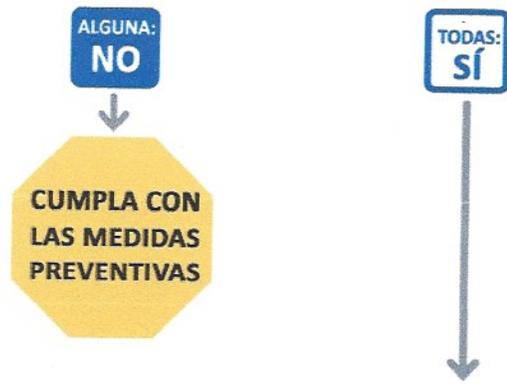 ALGUNA:
NO
TODAS:
SÍ
CUMPLA CON
LAS MEDIDAS
PREVENTIVAS